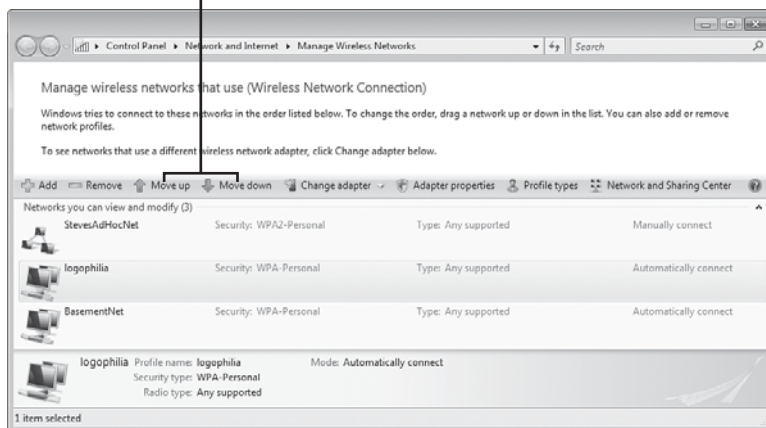 Control Panel ▸ Network and Internet ▸ Manage Wireless Networks Search
Manage wireless networks that use (Wireless Network Connection)
Windows tries to connect to these networks in the order listed below. To change the order, drag a network up or down in the list. You can also add or remove
network profiles.
To see networks that use a different wireless network adapter, click Change adapter below.
Add Remove Move up Move down Change adapter Adapter properties Profile types Network and Sharing Center
Networks you can view and modify (3)
StevesAdHocNet Security: WPA2-Personal Type: Any supported Manually connect
logophilia Security: WPA-Personal Type: Any supported Automatically connect
BasementNet Security: WPA-Personal Type: Any supported Automatically connect
logophilia Profile name: logophilia Mode: Automatically connect
Security type: WPA-Personal
Radio type: Any supported
1 item selected